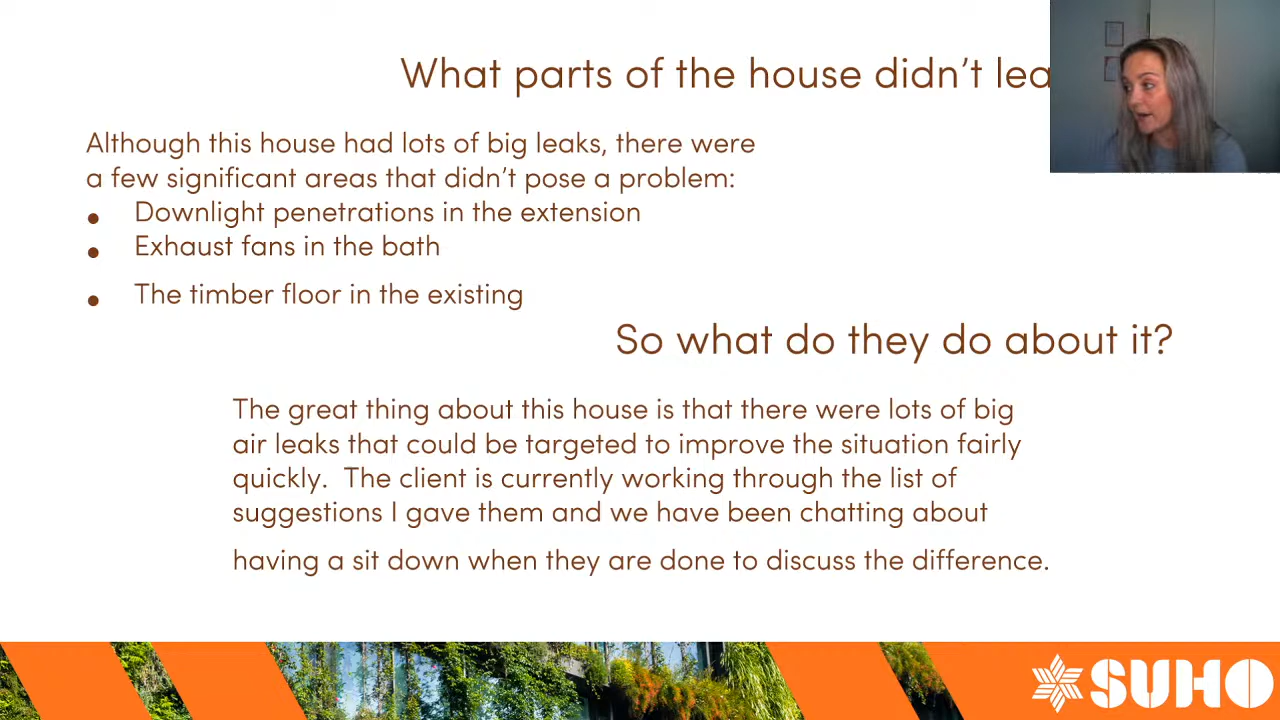 What parts of the house didn't lea
Although this house had lots of big leaks, there were
a few significant areas that didn't pose a problem:
• Downlight penetrations in the extension
• Exhaust fans in the bath
• The timber floor in the existing
So what do they do about it?
The great thing about this house is that there were lots of big
air leaks that could be targeted to improve the situation fairly
quickly.  The client is currently working through the list of
suggestions I gave them and we have been chatting about
having a sit down when they are done to discuss the difference.
SUHO